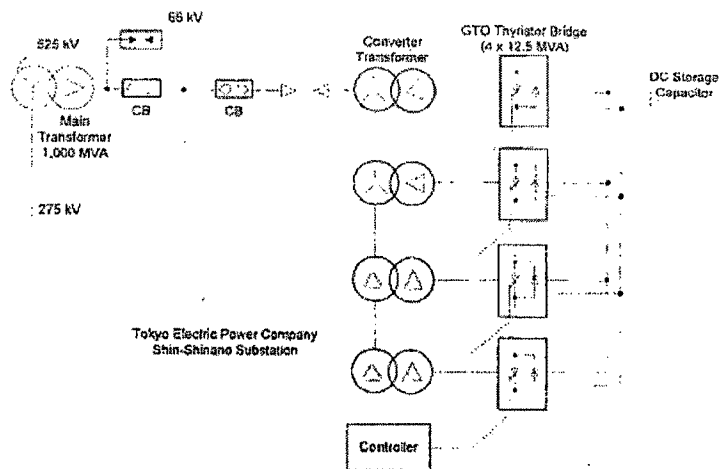 66 kV
525 kV
GTO Thyristor Bridge
(4 x 12.5 MVA)
Converter
Transformer
DC Storage
Capacitor
CB
CB
Main
Transformer
1,000 MVA
275 kV
Tokyo Electric Power Company
Shin-Shinano Substation
Controller